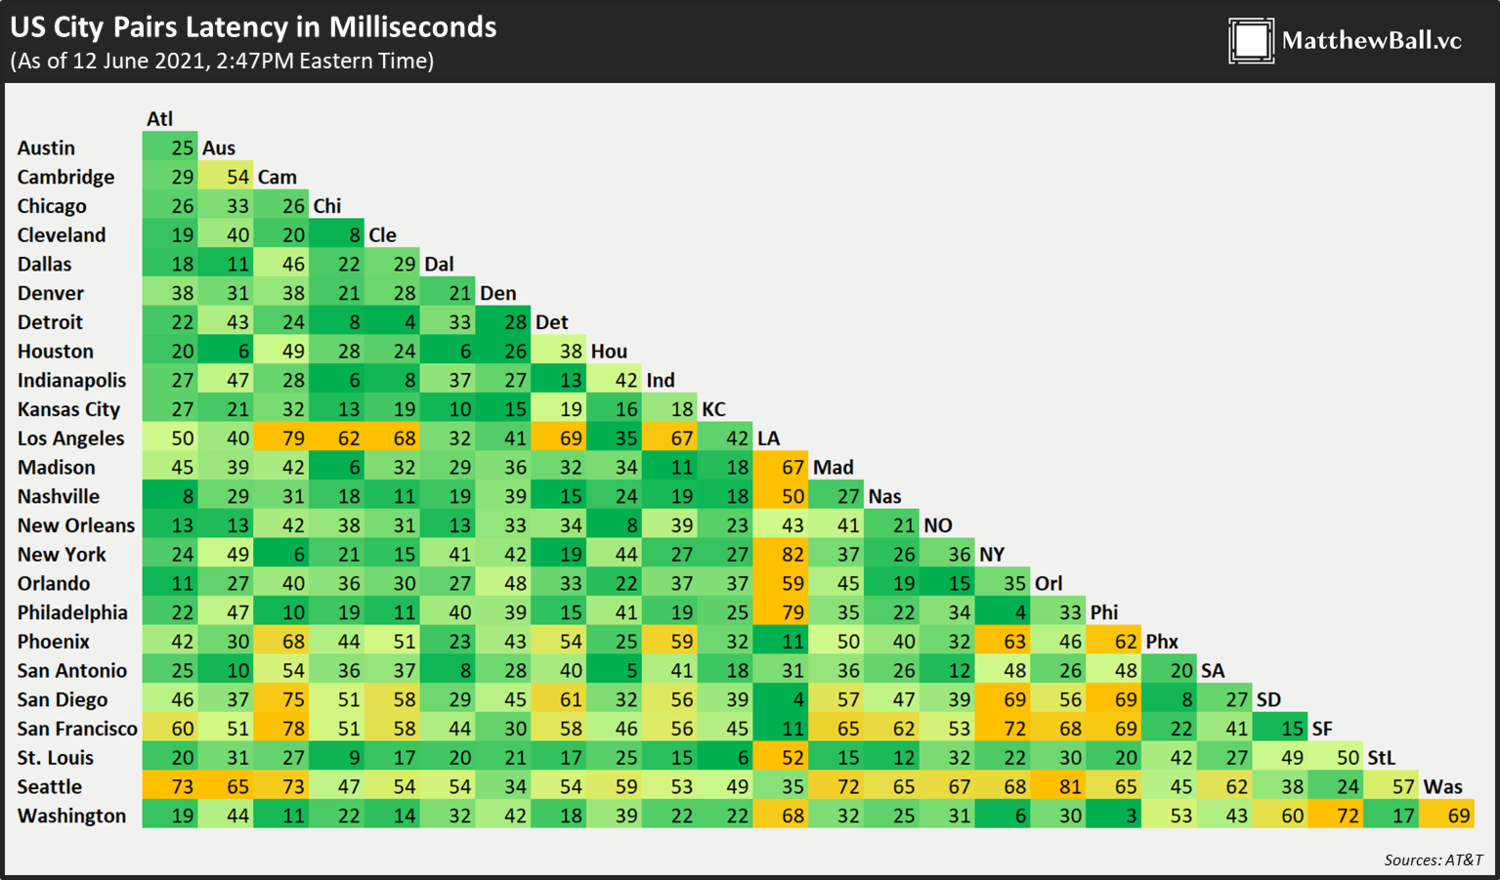 US City Pairs Latency in Milliseconds
(As of 12 June 2021, 2:47PM Eastern Time)
MatthewBall.vc
Atl
Austin 25 Aus
Cambridge 29 54 Cam
Chicago 26 33 26 Chi
Cleveland 19 40 20 8 Cle
Dallas 18 11 46 22 29 Dal
Denver 38 31 38 21 28 21 Den
Detroit 22 43 24 8 4 33 28 Det
Houston 20 6 49 28 24 6 26 38 Hou
Indianapolis 27 47 28 6 8 37 27 13 42 Ind
Kansas City 27 21 32 13 19 10 15 19 16 18 KC
Los Angeles 50 40 79 62 68 32 41 69 35 67 42 LA
Madison 45 39 42 6 32 29 36 32 34 11 18 67 Mad
Nashville 8 29 31 18 11 19 39 15 24 19 18 50 27 Nas
New Orleans 13 13 42 38 31 13 33 34 8 39 23 43 41 21 NO
New York 24 49 6 21 15 41 42 19 44 27 27 82 37 26 36 NY
Orlando 11 27 40 36 30 27 48 33 22 37 37 59 45 19 15 35 Orl
Philadelphia 22 47 10 19 11 40 39 15 41 19 25 79 35 22 34 4 33 Phi
Phoenix 42 30 68 44 51 23 43 54 25 59 32 11 50 40 32 63 46 62 Phx
San Antonio 25 10 54 36 37 8 28 40 5 41 18 31 36 26 12 48 26 48 20 SA
San Diego 46 37 75 51 58 29 45 61 32 56 39 4 57 47 39 69 56 69 8 27 SD
San Francisco 60 51 78 51 58 44 30 58 46 56 45 11 65 62 53 72 68 69 22 41 15 SF
St. Louis 20 31 27 9 17 20 21 17 25 15 6 52 15 12 32 22 30 20 42 27 49 50 StL
Seattle 73 65 73 47 54 54 34 54 59 53 49 35 72 65 67 68 81 65 45 62 38 24 57 Was
Washington 19 44 11 22 14 32 42 18 39 22 22 68 32 25 31 6 30 3 53 43 60 72 17 69
Sources: AT&T